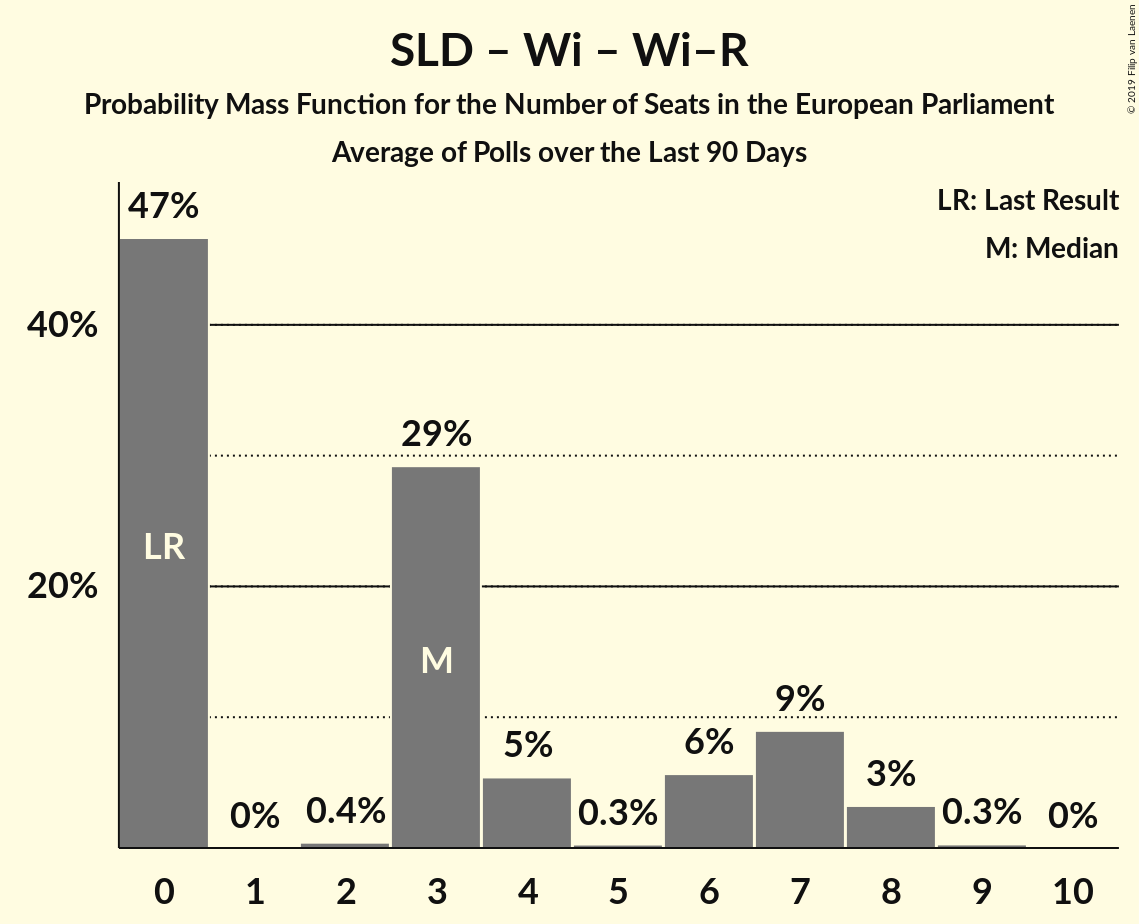 SLD – Wi – Wi–R
Probability Mass Function for the Number of Seats in the European Parliament
Average of Polls over the Last 90 Days
© 2019 Filip van Laenen
LR: Last Result
M: Median
47%
40%
29%
LR
20%
M
9%
5%
6%
3%
0%
0.4%
0.3%
0.3%
0%
0 1 2 3 4 5 6 7 8 9 10